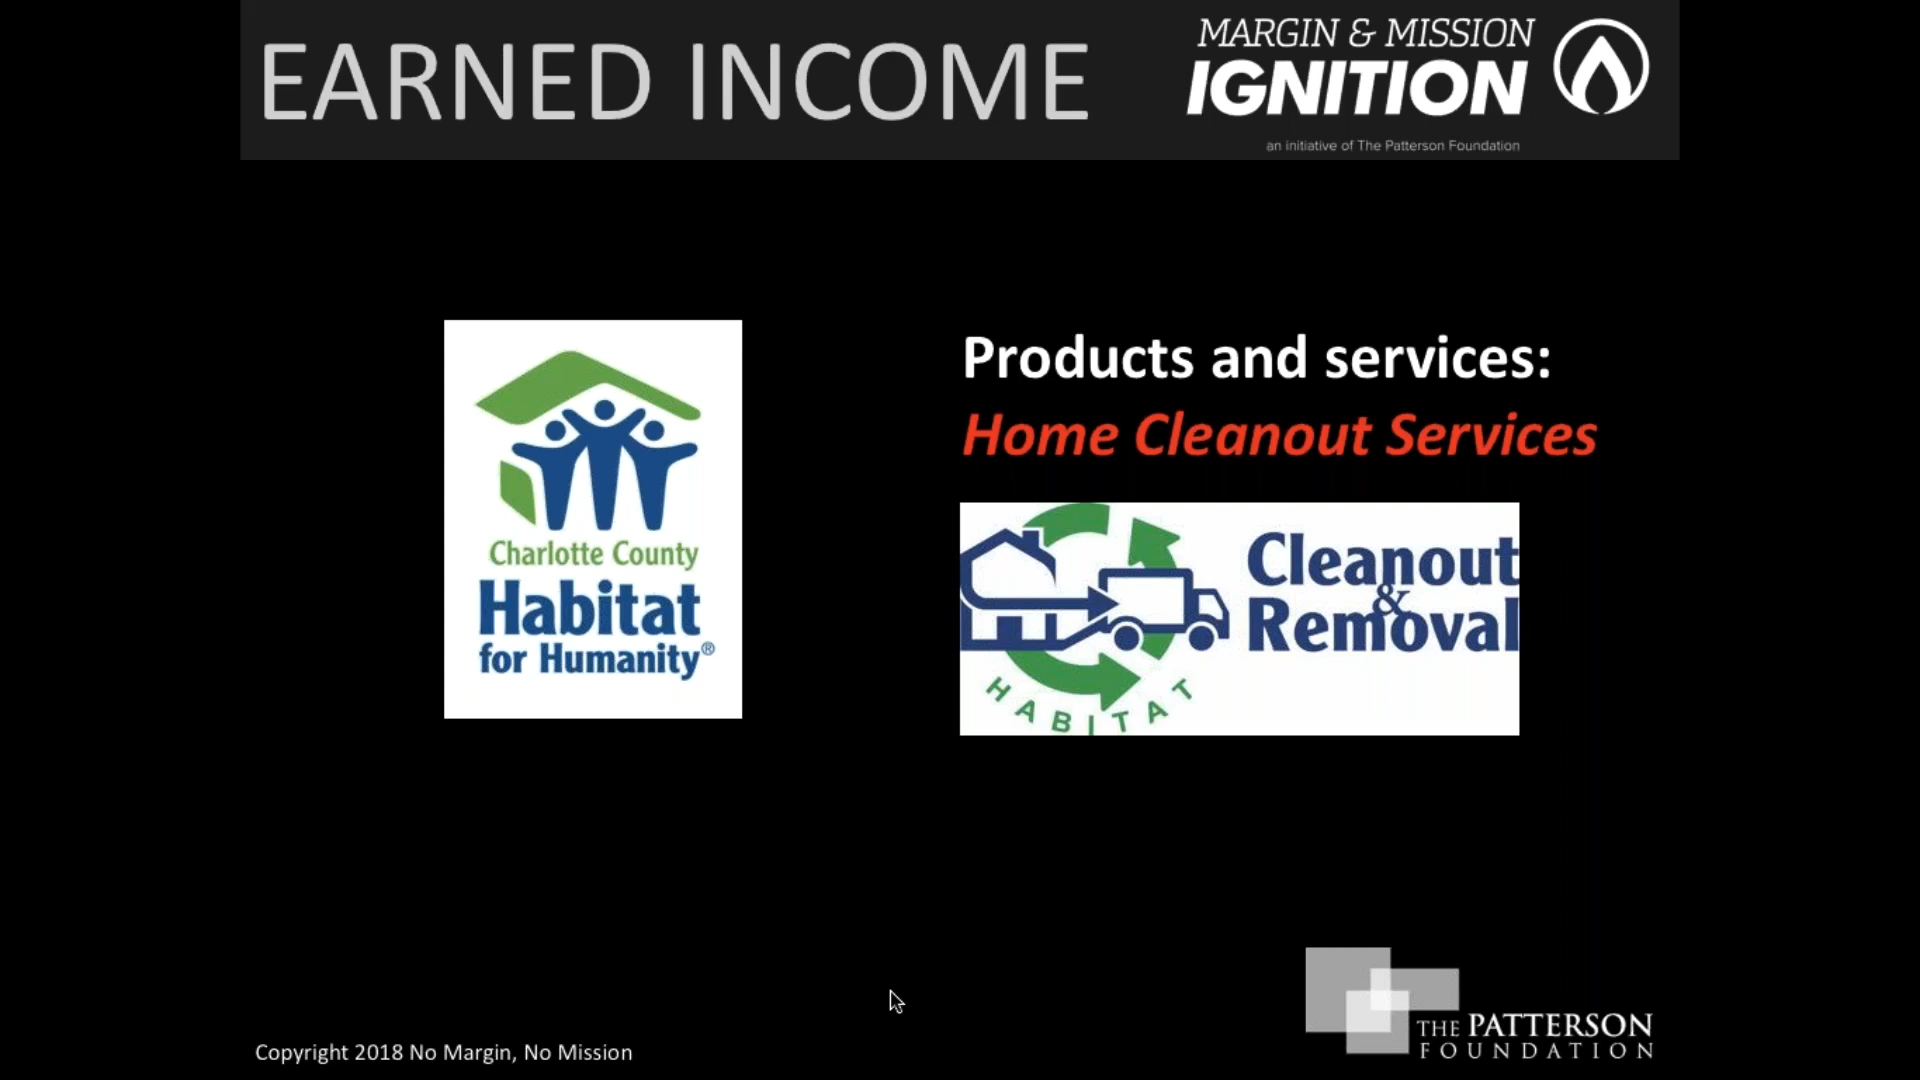 EARNED INCOME
MARGIN & MISSION
IGNITION
an initiative of The Patterson Foundation
Charlotte County
Habitat
for Humanity®
Products and services:
Home Cleanout Services
Cleanout
&
Removal
HABITAT
Copyright 2018 No Margin, No Mission
THE PATTERSON
FOUNDATION